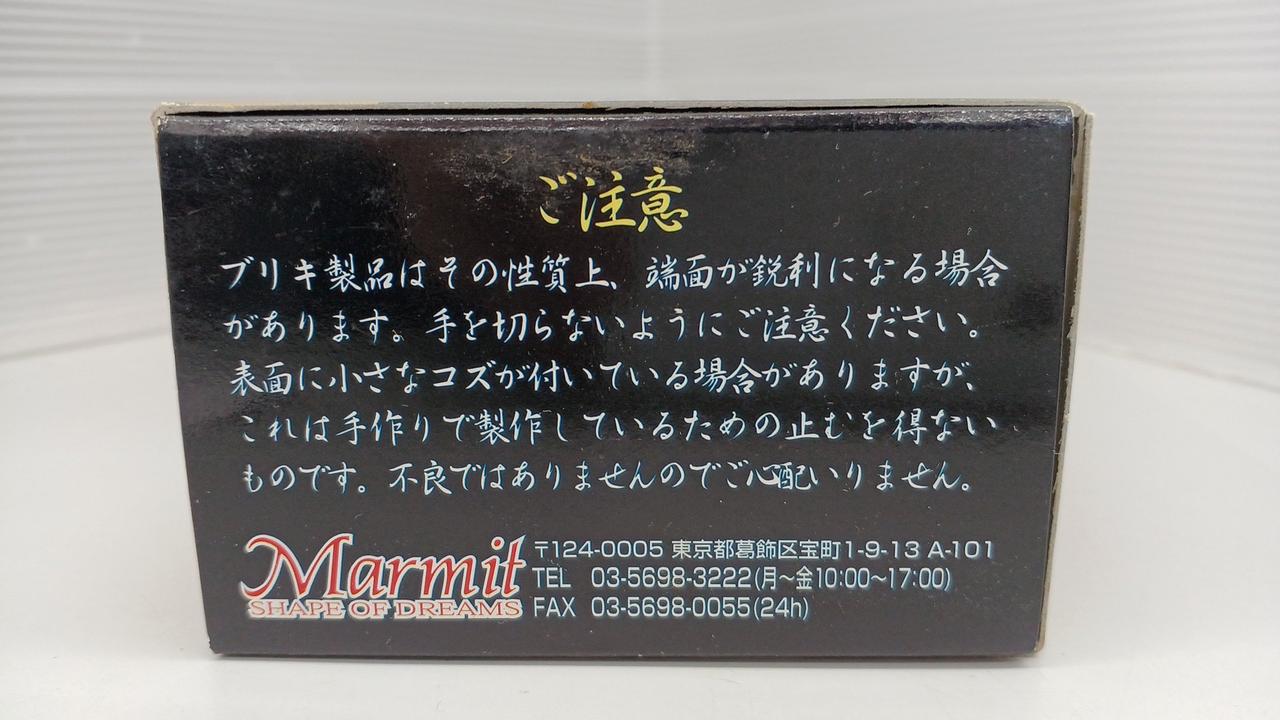 ご注意
ブリキ製品はその性質上、端面が鋭利になる場合
があります。手を切らないようにご注意ください。
表面に小さなコズが付いている場合がありますが、
これは手作りで製作しているための止むを得ない
ものです。不良ではありませんのでご心配いりません。
Marmit
SHAPE OF DREAMS
〒124-0005 東京都葛飾区宝町1-9-13 A-101
TEL 03-5698-3222(月〜金10:00〜17:00)
FAX 03-5698-0055(24h)